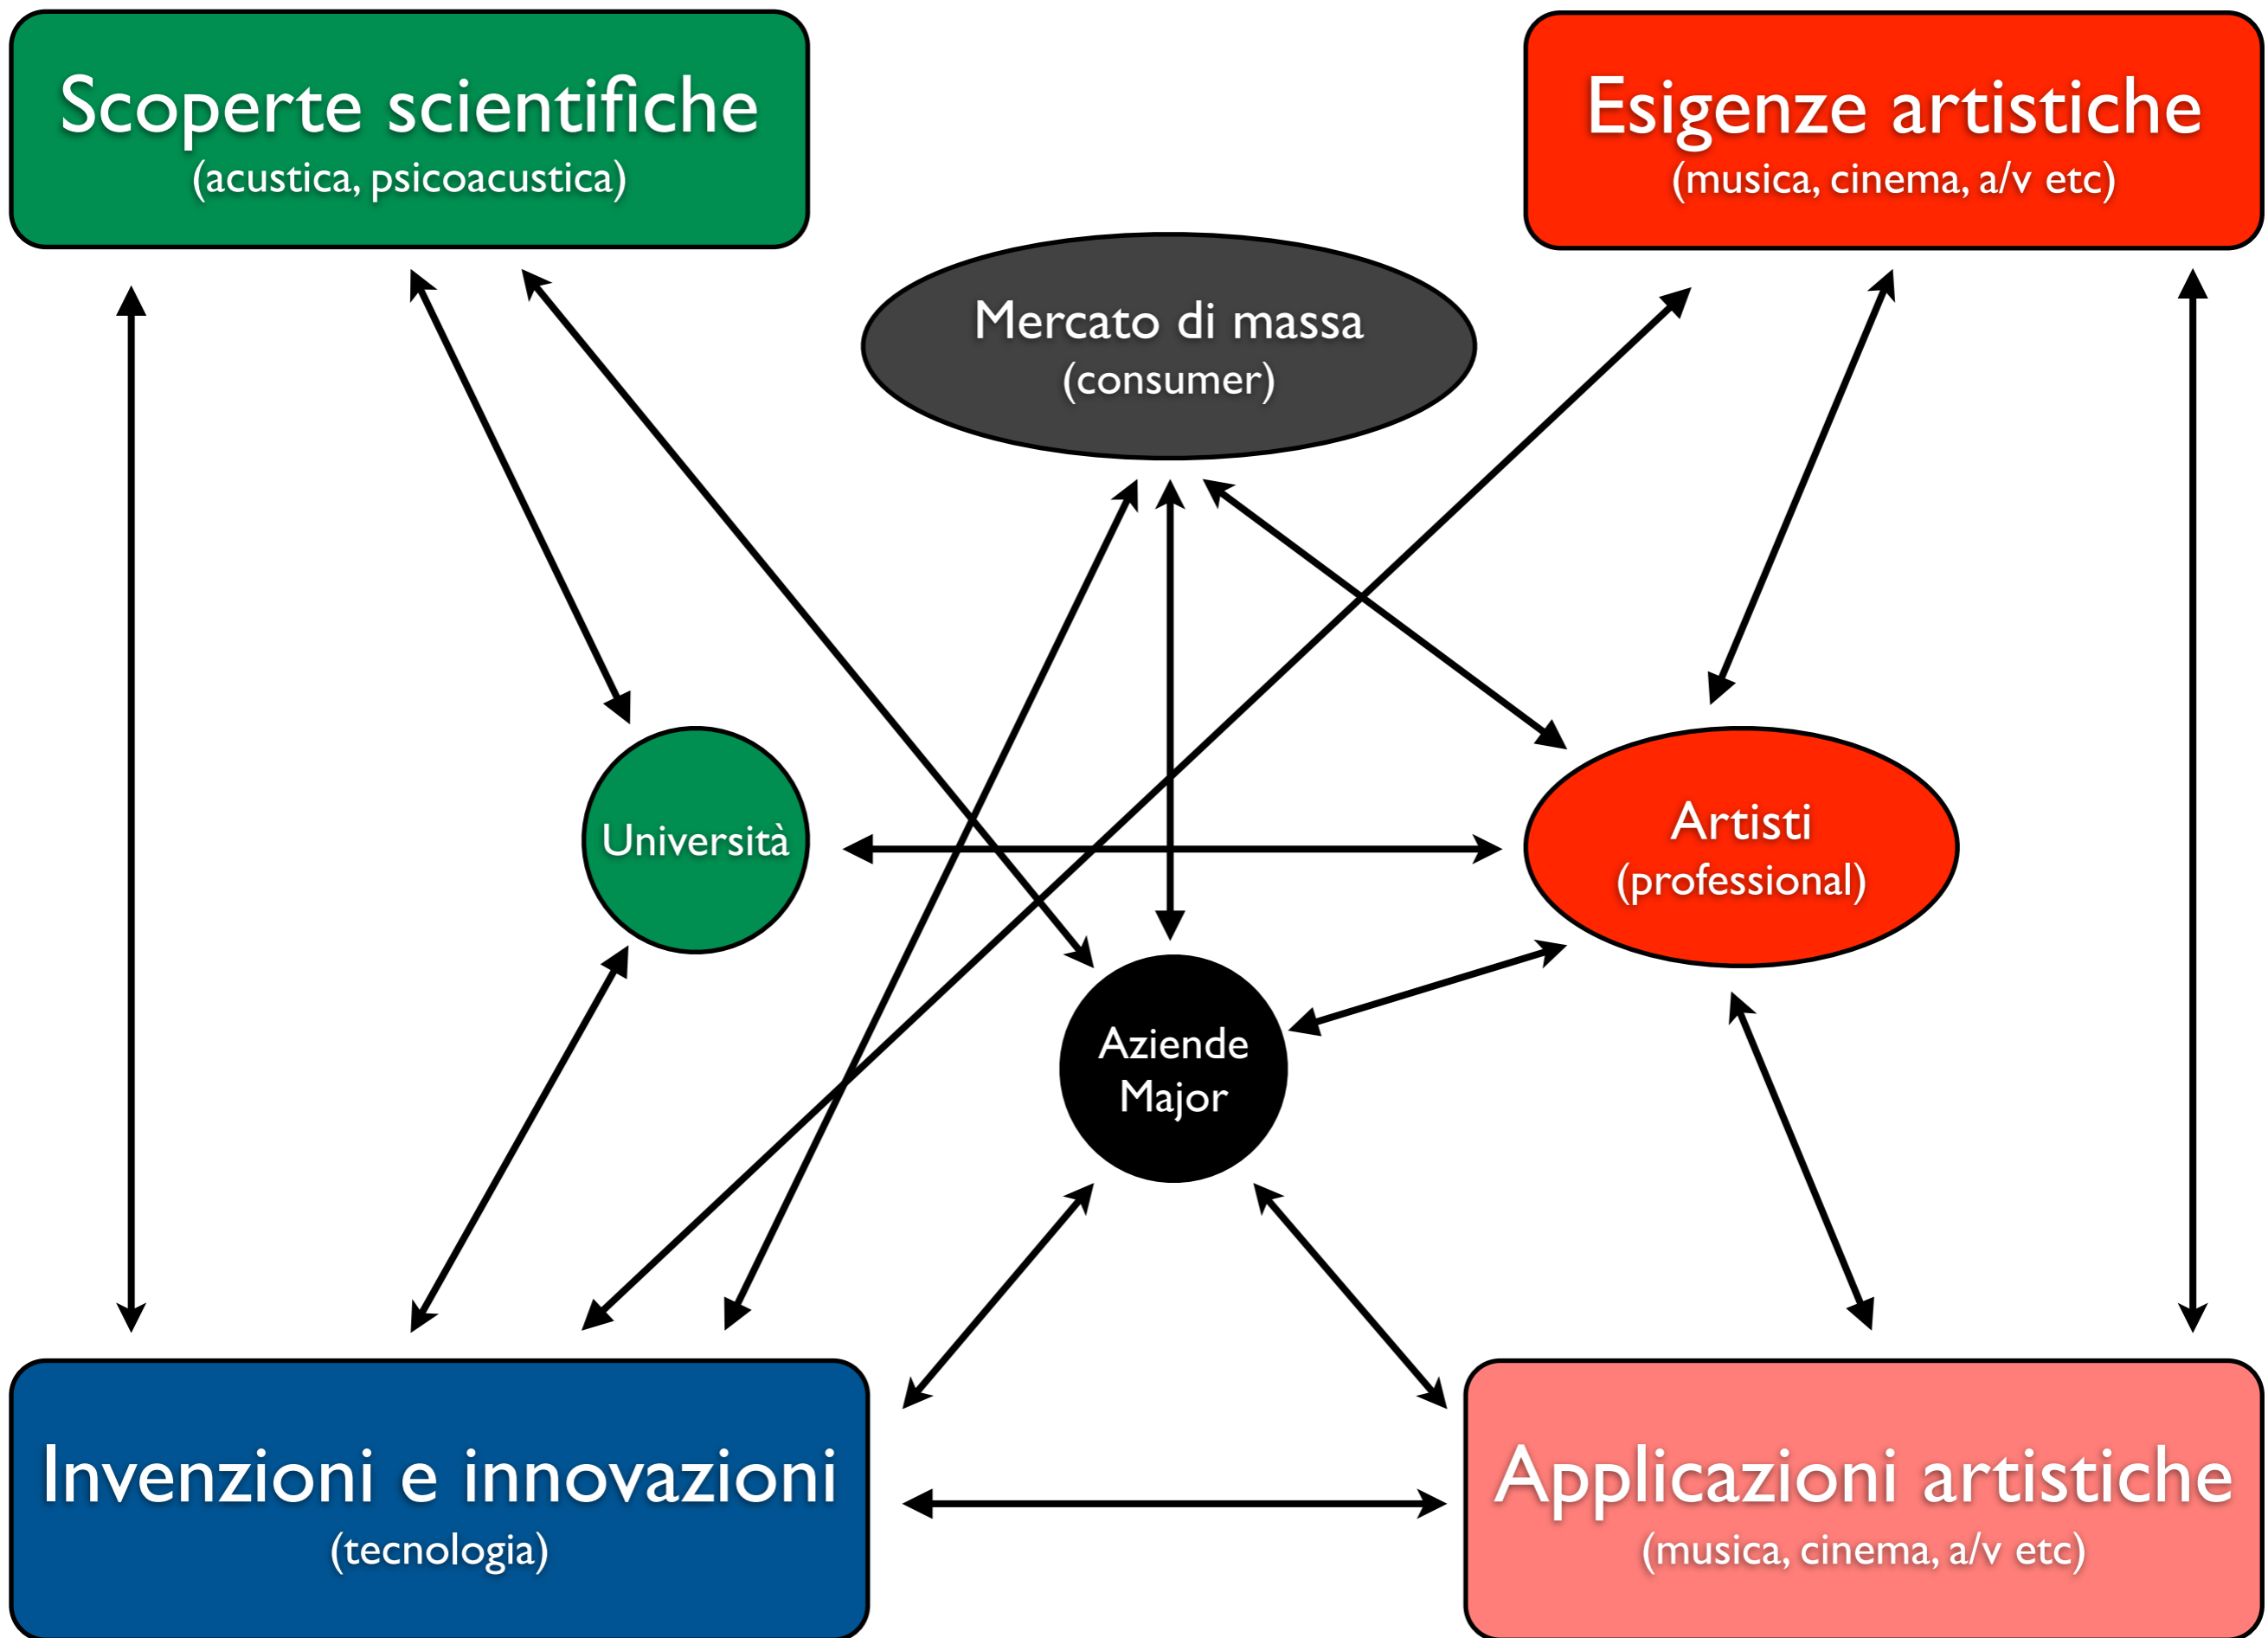 Scoperte scientifiche
(acustica, psicoacustica)
Esigenze artistiche
(musica, cinema, a/v etc)
Mercato di massa
(consumer)
Università
Artisti
(professional)
Aziende
Major
Invenzioni e innovazioni
(tecnologia)
Applicazioni artistiche
(musica, cinema, a/v etc)